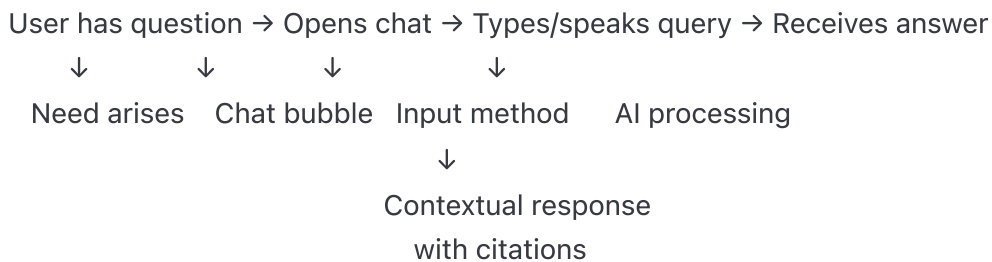 User has question → Opens chat → Types/speaks query → Receives answer
↓ ↓ ↓ ↓
Need arises Chat bubble Input method AI processing
↓
Contextual response
with citations